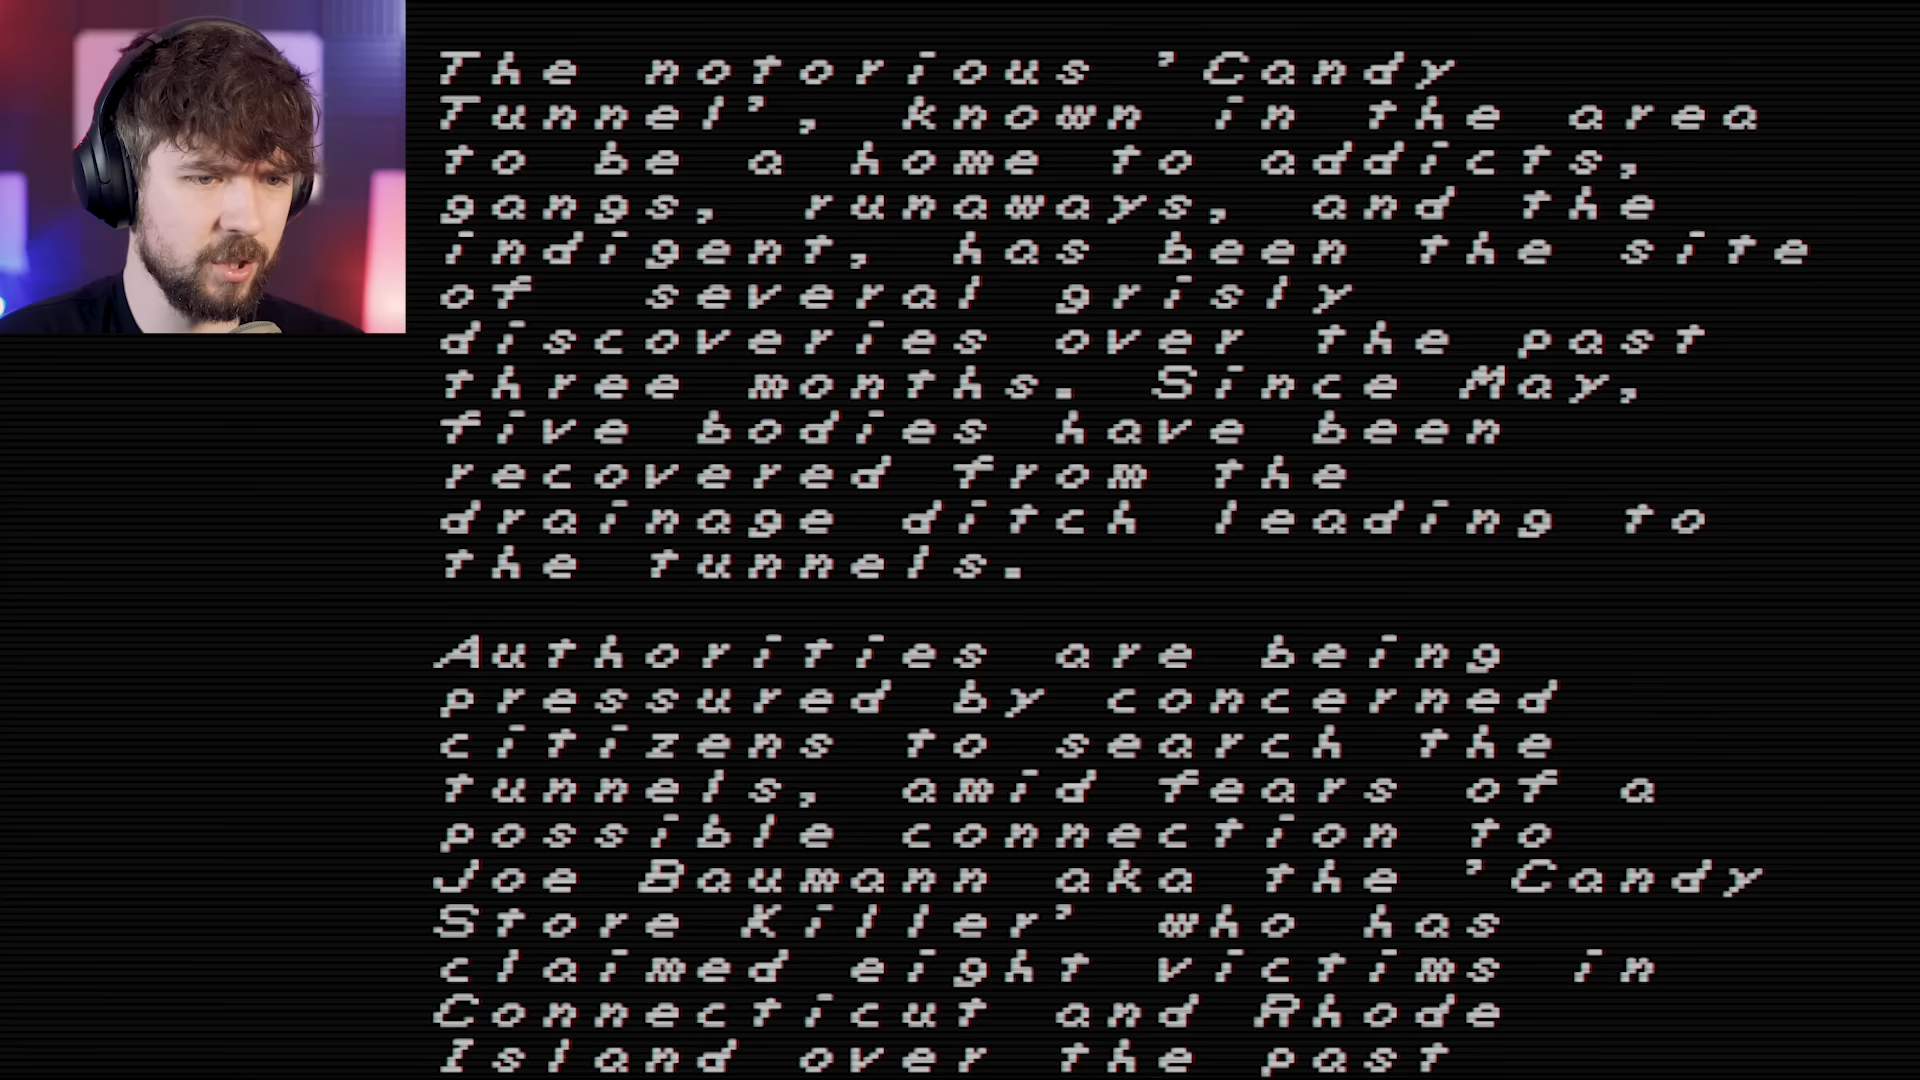 The notorious 'Candy
Tunnel', known in the area
to be a home to addicts,
gangs, runaways, and the
indigent, has been the site
of several grisly
discoveries over the past
three months. Since May,
five bodies have been
recovered from the
drainage ditch leading to
the tunnels.
Authorities are being
pressured by concerned
citizens to search the
tunnels, amid fears of a
possible connection to
Joe Baumann aka the 'Candy
Store Killer' who has
claimed eight victims in
Connecticut and Rhode
Island over the past